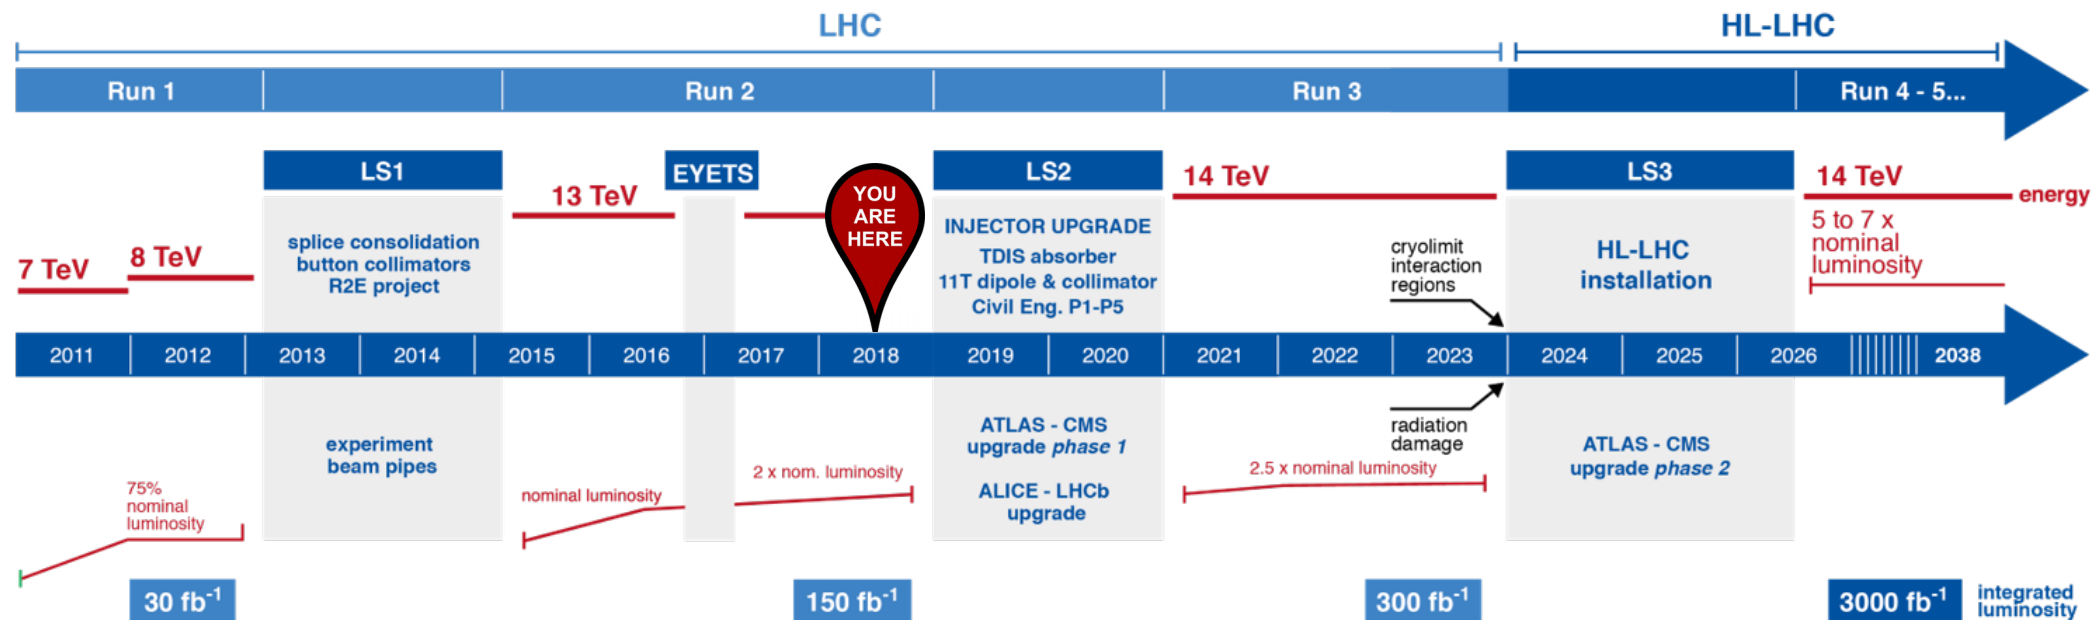 LHC
HL-LHC
Run 1
Run 2
Run 3
Run 4 - 5...
LS1
EYETS
LS2
LS3
7 TeV
8 TeV
13 TeV
14 TeV
14 TeV
energy
splice consolidation
button collimators
R2E project
YOU
ARE
HERE
INJECTOR UPGRADE
TDIS absorber
11T dipole & collimator
Civil Eng. P1-P5
cryolimit
interaction
regions
HL-LHC
installation
5 to 7 x
nominal
luminosity
2011
2012
2013
2014
2015
2016
2017
2018
2019
2020
2021
2022
2023
2024
2025
2026
2038
75%
nominal
luminosity
experiment
beam pipes
nominal luminosity
2 x nom. luminosity
ATLAS - CMS
upgrade phase 1
ALICE - LHCb
upgrade
2.5 x nominal luminosity
radiation
damage
ATLAS - CMS
upgrade phase 2
30 fb⁻¹
150 fb⁻¹
300 fb⁻¹
3000 fb⁻¹
integrated
luminosity